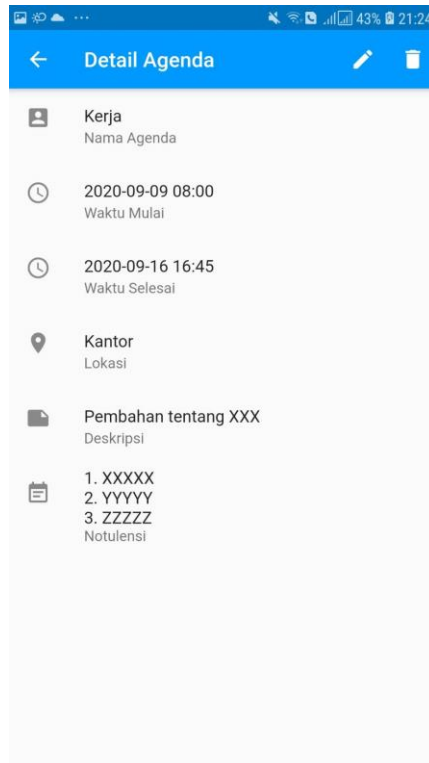 43% 21:24
Detail Agenda
Kerja
Nama Agenda
2020-09-09 08:00
Waktu Mulai
2020-09-16 16:45
Waktu Selesai
Kantor
Lokasi
Pembahan tentang XXX
Deskripsi
1. XXXXX
2. YYYYY
3. ZZZZZ
Notulensi